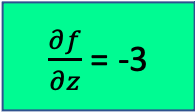 ∂f/∂z = -3